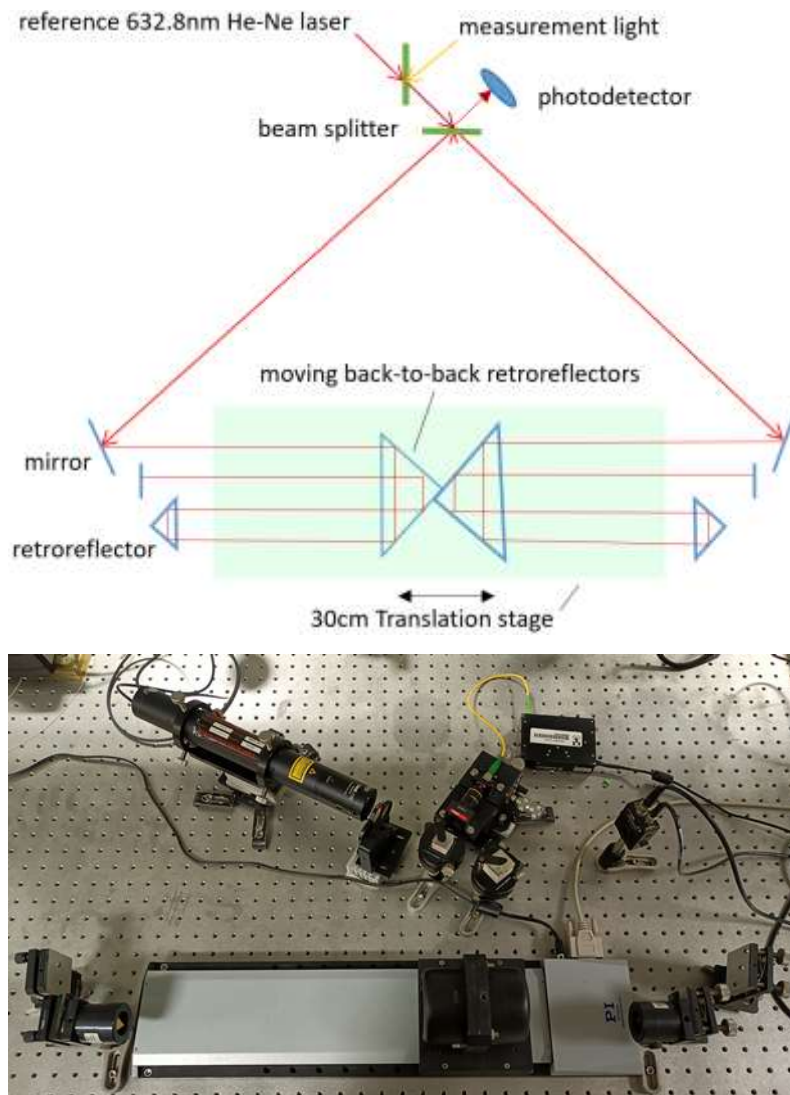 reference 632.8nm He-Ne laser
measurement light
photodetector
beam splitter
moving back-to-back retroreflectors
mirror
retroreflector
30cm Translation stage
PI